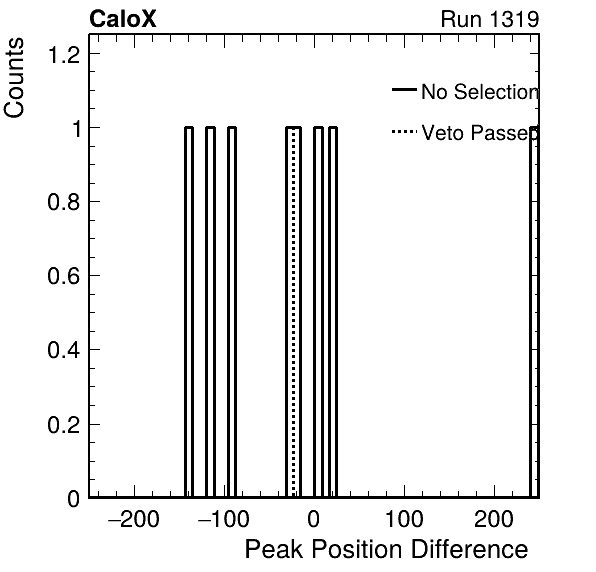 CaloX Run 1319
Counts
1.2
1
0.8
0.6
0.4
0.2
0
No Selection
Veto Passed
−200 −100 0 100 200
Peak Position Difference